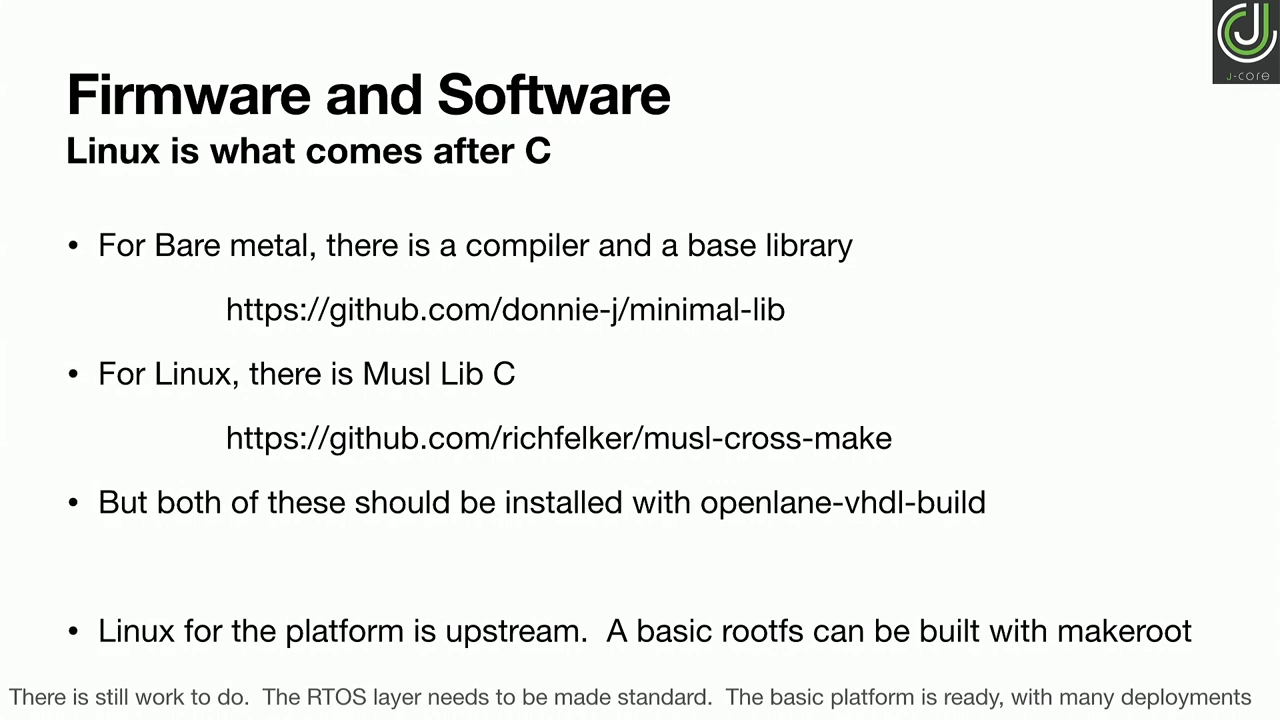 J-CORE
Firmware and Software
Linux is what comes after C
• For Bare metal, there is a compiler and a base library
https://github.com/donnie-j/minimal-lib
• For Linux, there is Musl Lib C
https://github.com/richfelker/musl-cross-make
• But both of these should be installed with openlane-vhdl-build
• Linux for the platform is upstream.  A basic rootfs can be built with makeroot
There is still work to do.  The RTOS layer needs to be made standard.  The basic platform is ready, with many deployments